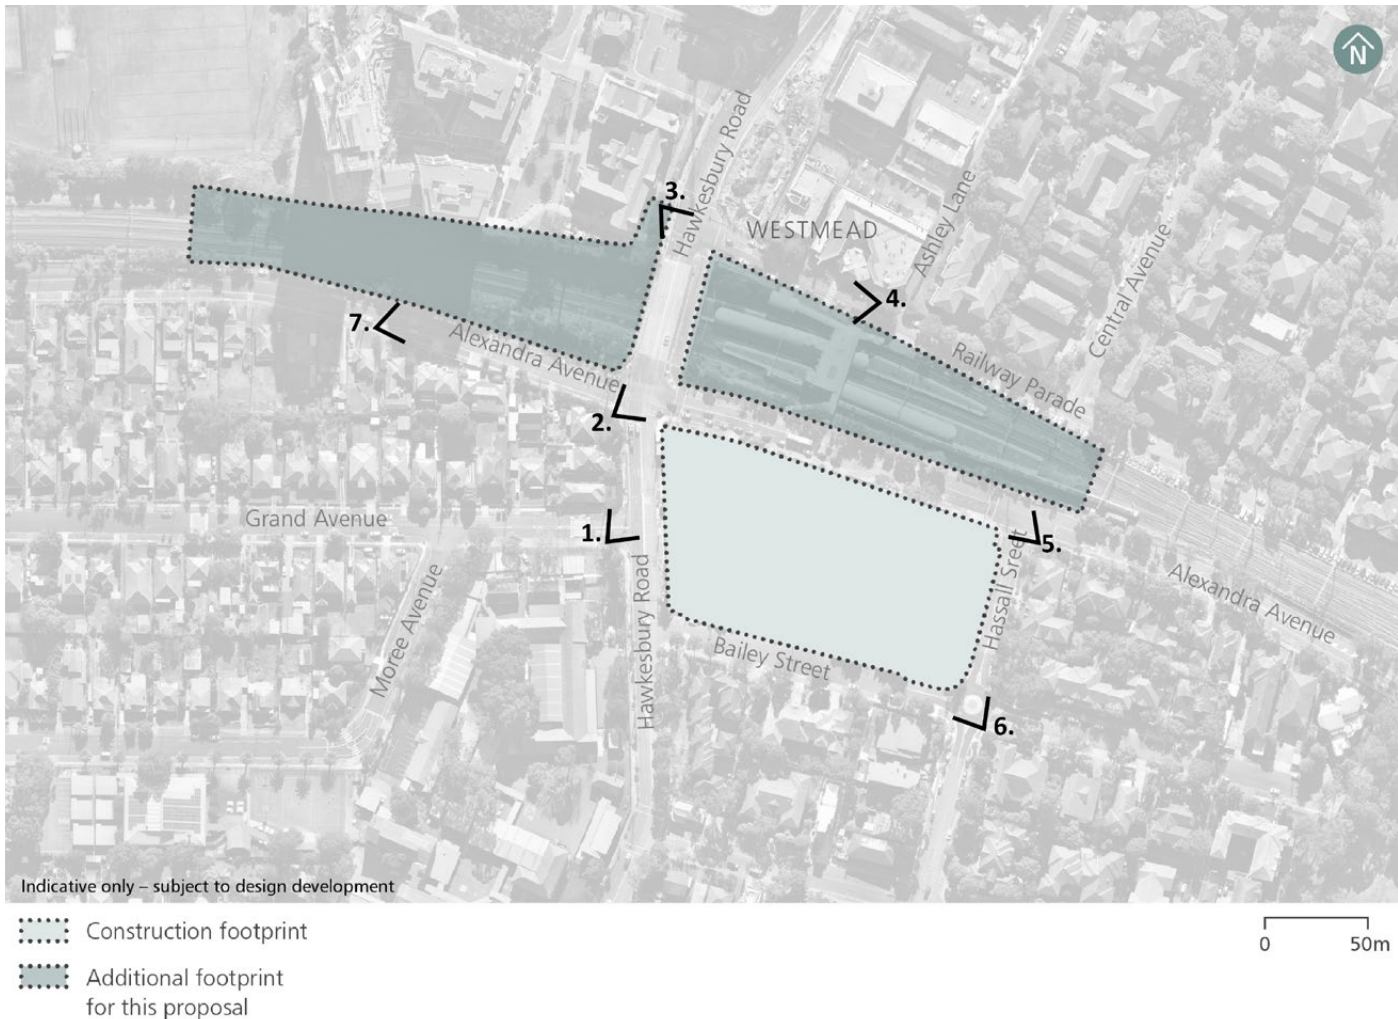 N
Hawkesbury Road
3.
WESTMEAD
Ashley Lane
Central Avenue
4.
7.
Alexandra Avenue
Railway Parade
2.
Grand Avenue
1.
5.
Hassall Sreet
Alexandra Avenue
Moree Avenue
Hawkesbury Road
Bailey Street
6.
Indicative only – subject to design development
Construction footprint
Additional footprint
for this proposal
0 50m